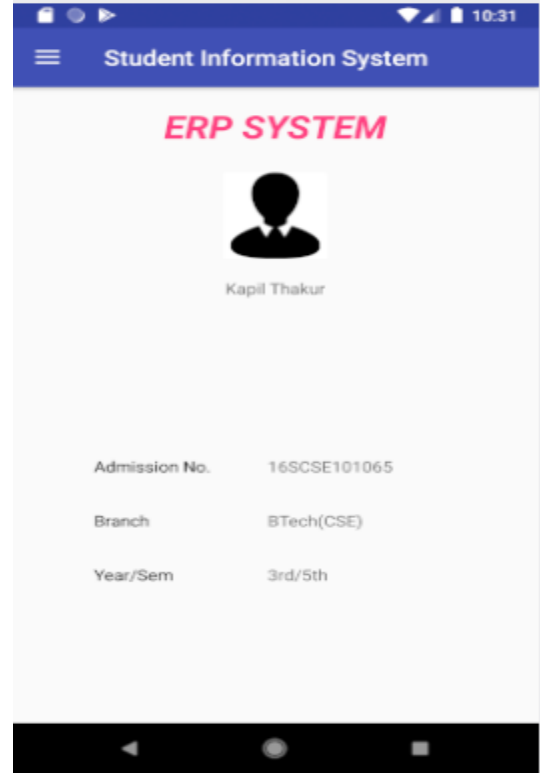 10:31
Student Information System
ERP SYSTEM
Kapil Thakur
Admission No. 16SCSE101065
Branch BTech(CSE)
Year/Sem 3rd/5th